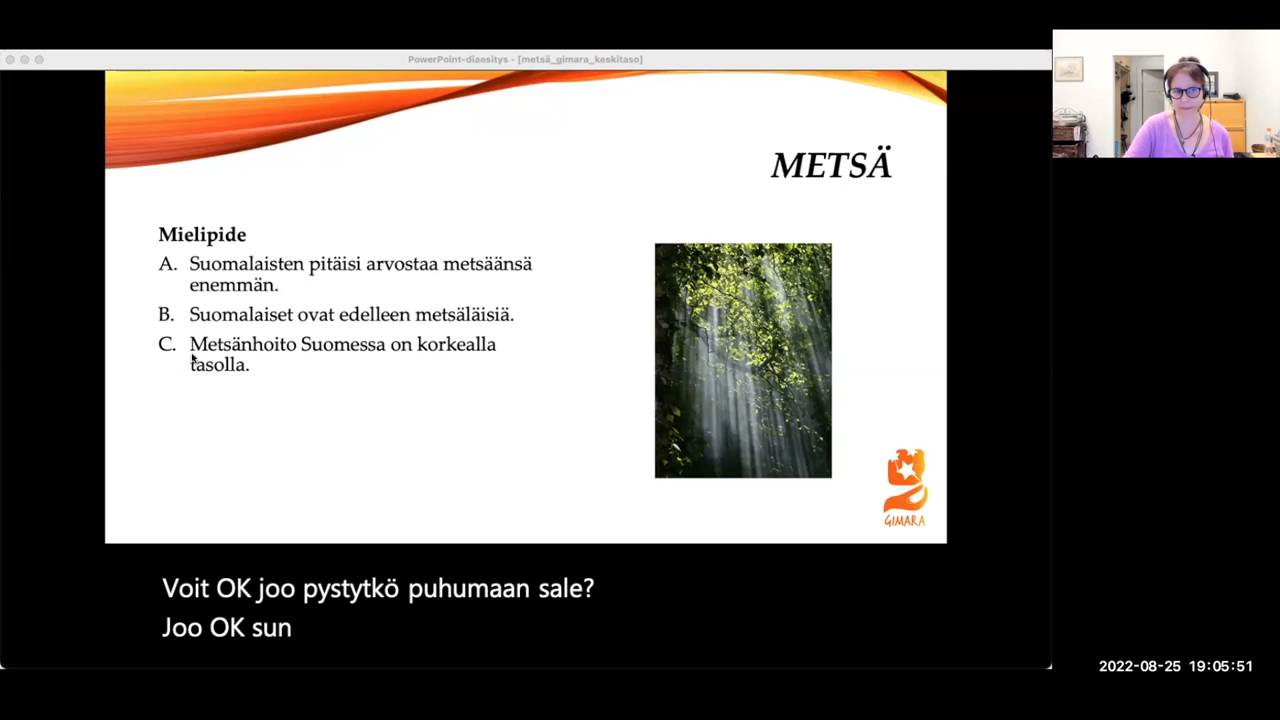 PowerPoint-diaesitys - [metsä_gimara_keskitaso]
METSÄ
Mielipide
A. Suomalaisten pitäisi arvostaa metsäänsä
enemmän.
B. Suomalaiset ovat edelleen metsäläisiä.
C. Metsänhoito Suomessa on korkealla
tasolla.
GIMARA
Voit OK joo pystytkö puhumaan sale?
Joo OK sun
2022-08-25 19:05:51